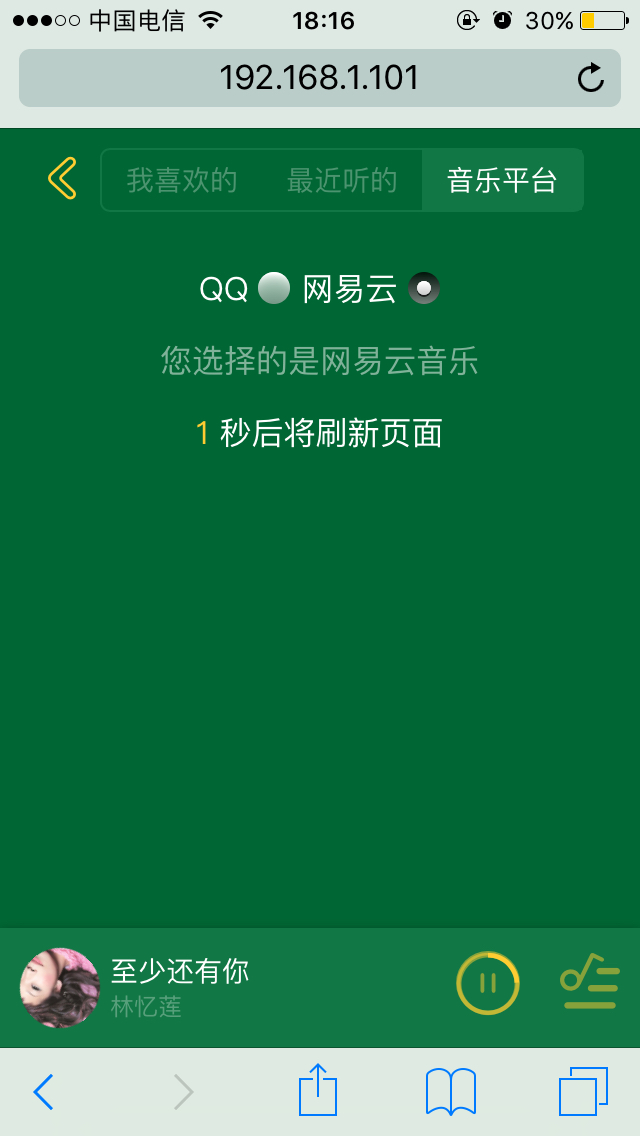 中国电信 18:16 30%
192.168.1.101
我喜欢的 最近听的 音乐平台
QQ 网易云
您选择的是网易云音乐
1 秒后将刷新页面
至少还有你
林忆莲